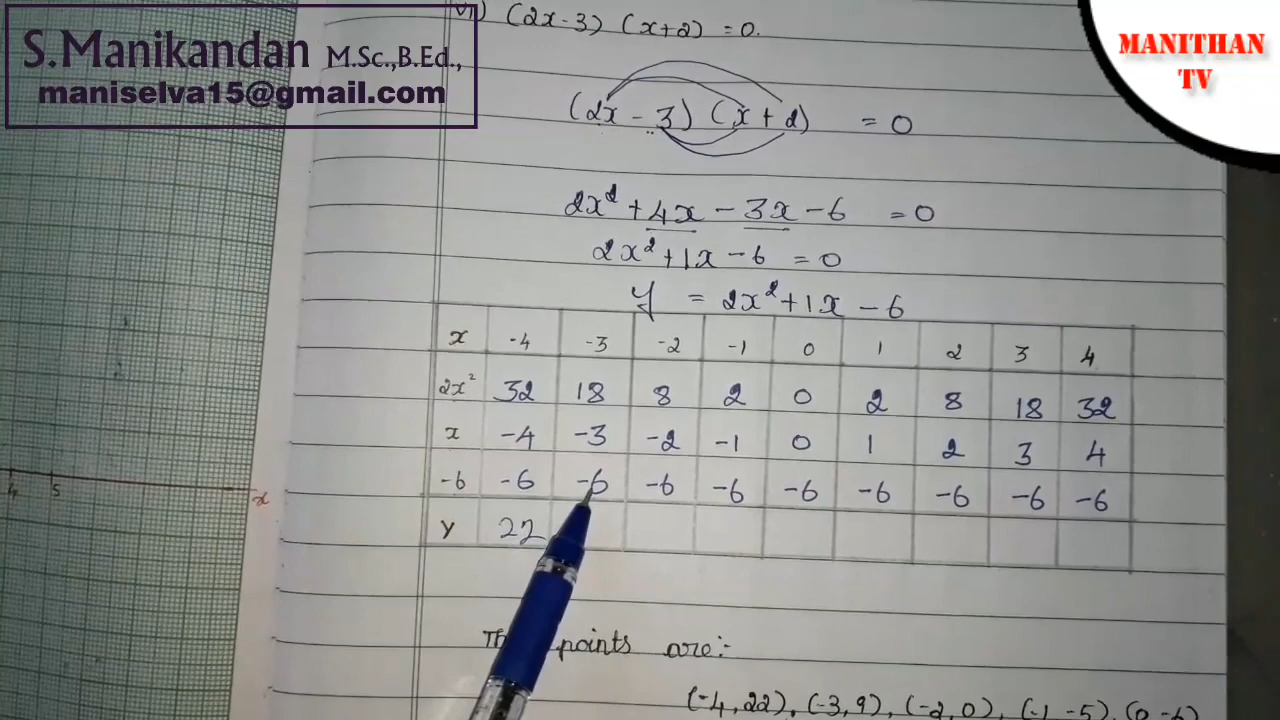 vi) (2x-3) (x+2) = 0.
S.Manikandan M.Sc.,B.Ed.,
maniselva15@gmail.com
MANITHAN
TV
(2x - 3) (x + 2) = 0
2x² + 4x - 3x - 6 = 0
2x² + 1x - 6 = 0
y = 2x² + 1x - 6
x -4 -3 -2 -1 0 1 2 3 4
2x² 32 18 8 2 0 2 8 18 32
x -4 -3 -2 -1 0 1 2 3 4
-6 -6 -6 -6 -6 -6 -6 -6 -6 -6
y 22
4 5 x
points are:-
(-4,22), (-3,9), (-2,0), (-1,-5), (0,-6)